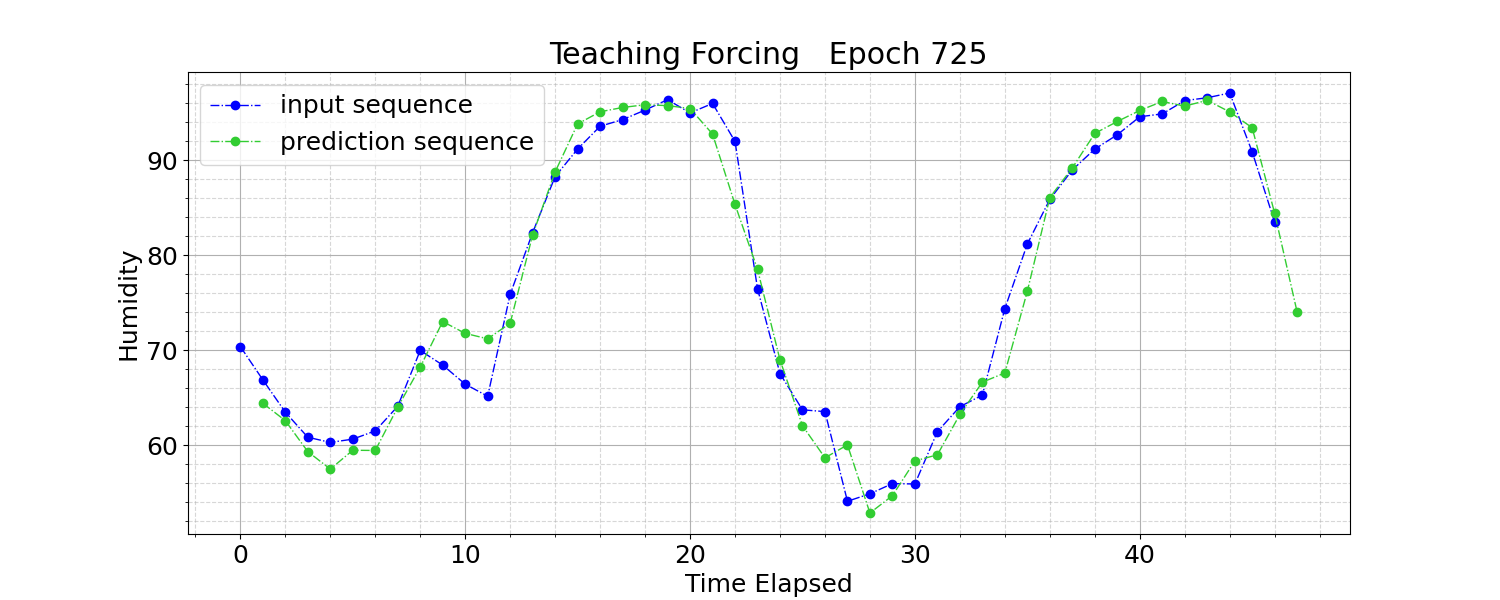 Teaching Forcing   Epoch 725
input sequence
prediction sequence
Humidity
90
80
70
60
0 10 20 30 40
Time Elapsed